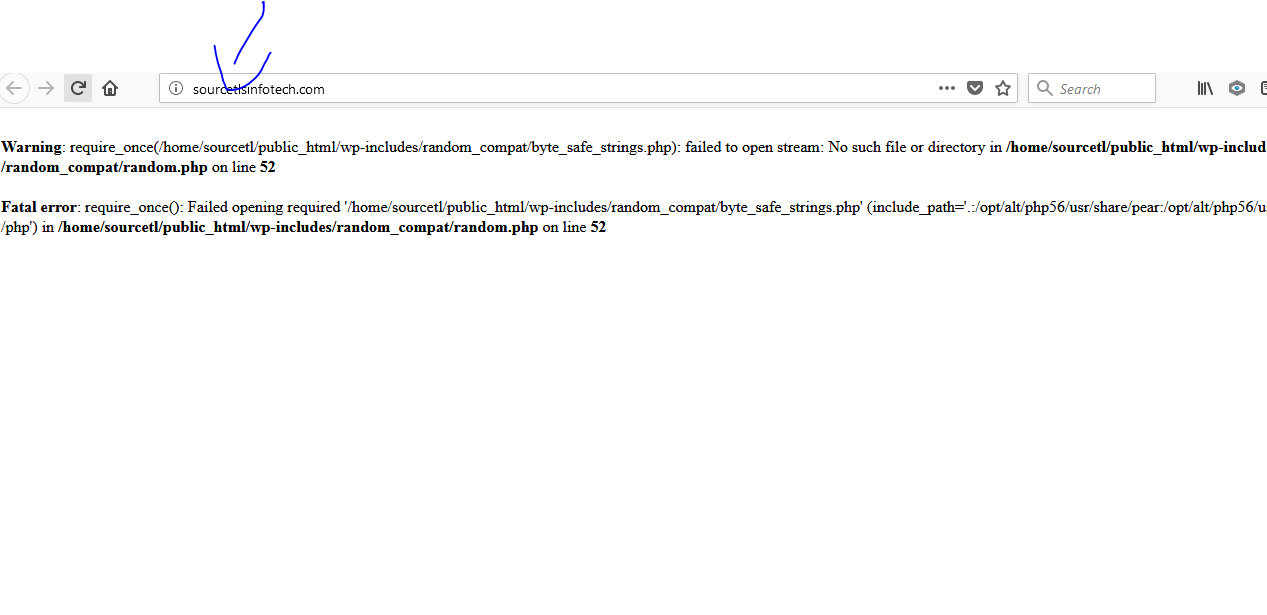 sourcetlsinfotech.com
Search
Warning: require_once(/home/sourcetl/public_html/wp-includes/random_compat/byte_safe_strings.php): failed to open stream: No such file or directory in /home/sourcetl/public_html/wp-includ
/random_compat/random.php on line 52
Fatal error: require_once(): Failed opening required '/home/sourcetl/public_html/wp-includes/random_compat/byte_safe_strings.php' (include_path='.:/opt/alt/php56/usr/share/pear:/opt/alt/php56/us
/php') in /home/sourcetl/public_html/wp-includes/random_compat/random.php on line 52